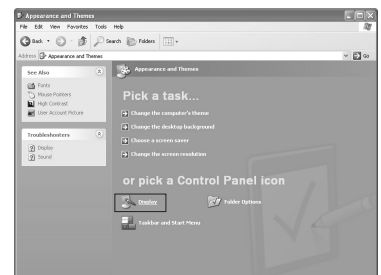 Appearance and Themes
File Edit View Favorites Tools Help
Back Search Folders
Address Appearance and Themes Go
See Also
Fonts
Mouse Pointers
High Contrast
User Account Picture
Troubleshooters
Display
Sound
Appearance and Themes
Pick a task...
Change the computer's theme
Change the desktop background
Choose a screen saver
Change the screen resolution
or pick a Control Panel icon
Display Folder Options
Taskbar and Start Menu